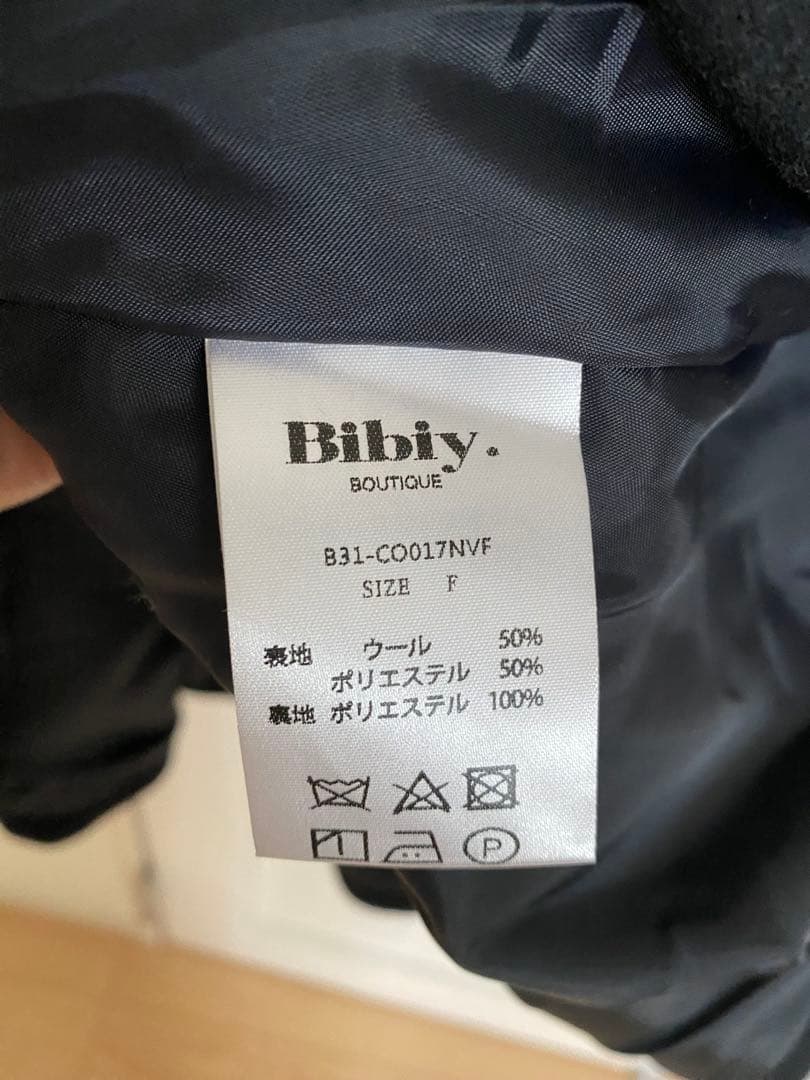 Bibiy.
BOUTIQUE
B31-CO017NVF
SIZE F
表地 ウール 50%
ポリエステル 50%
裏地 ポリエステル 100%
P